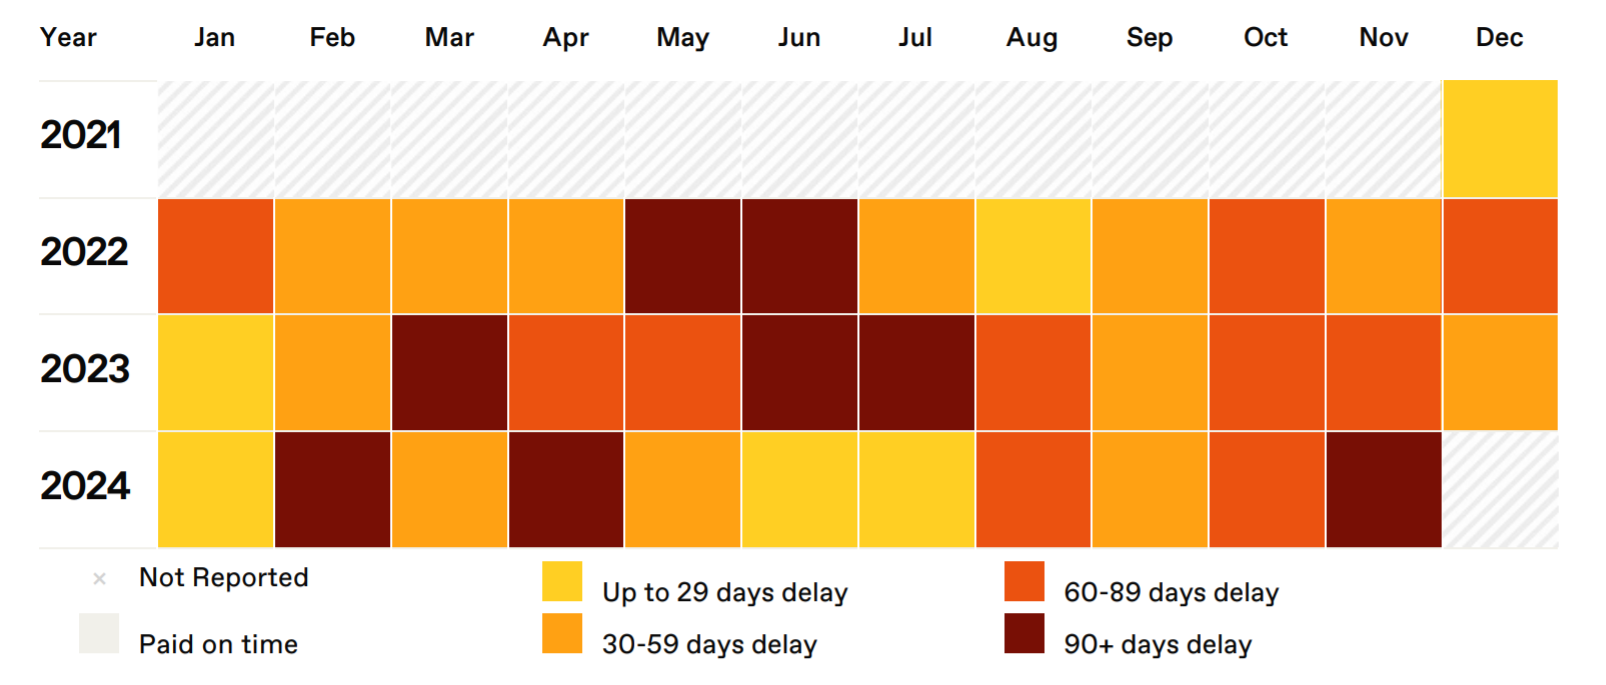 Year Jan Feb Mar Apr May Jun Jul Aug Sep Oct Nov Dec
2021
2022
2023
2024
× Not Reported
Up to 29 days delay
60-89 days delay
Paid on time
30-59 days delay
90+ days delay